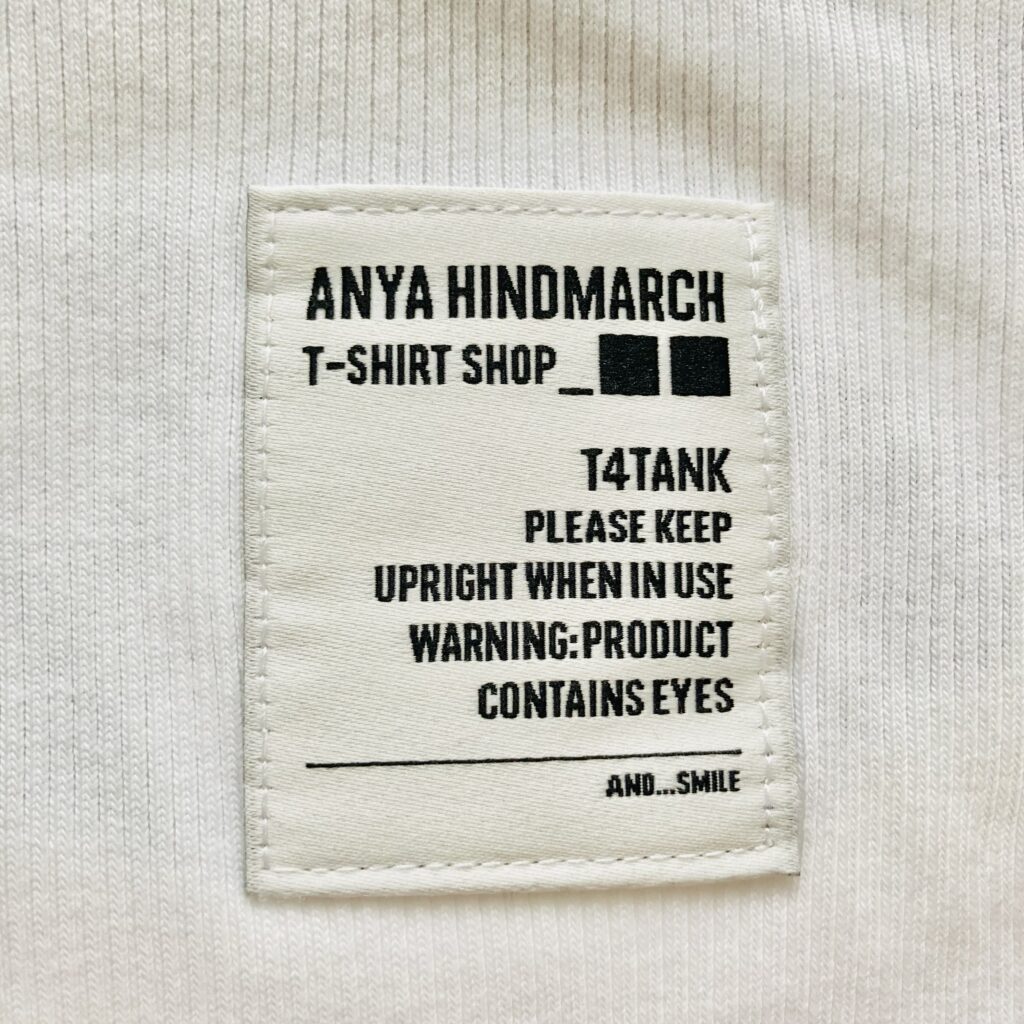 ANYA HINDMARCH
T-SHIRT SHOP_
T4TANK
PLEASE KEEP
UPRIGHT WHEN IN USE
WARNING: PRODUCT
CONTAINS EYES
AND...SMILE